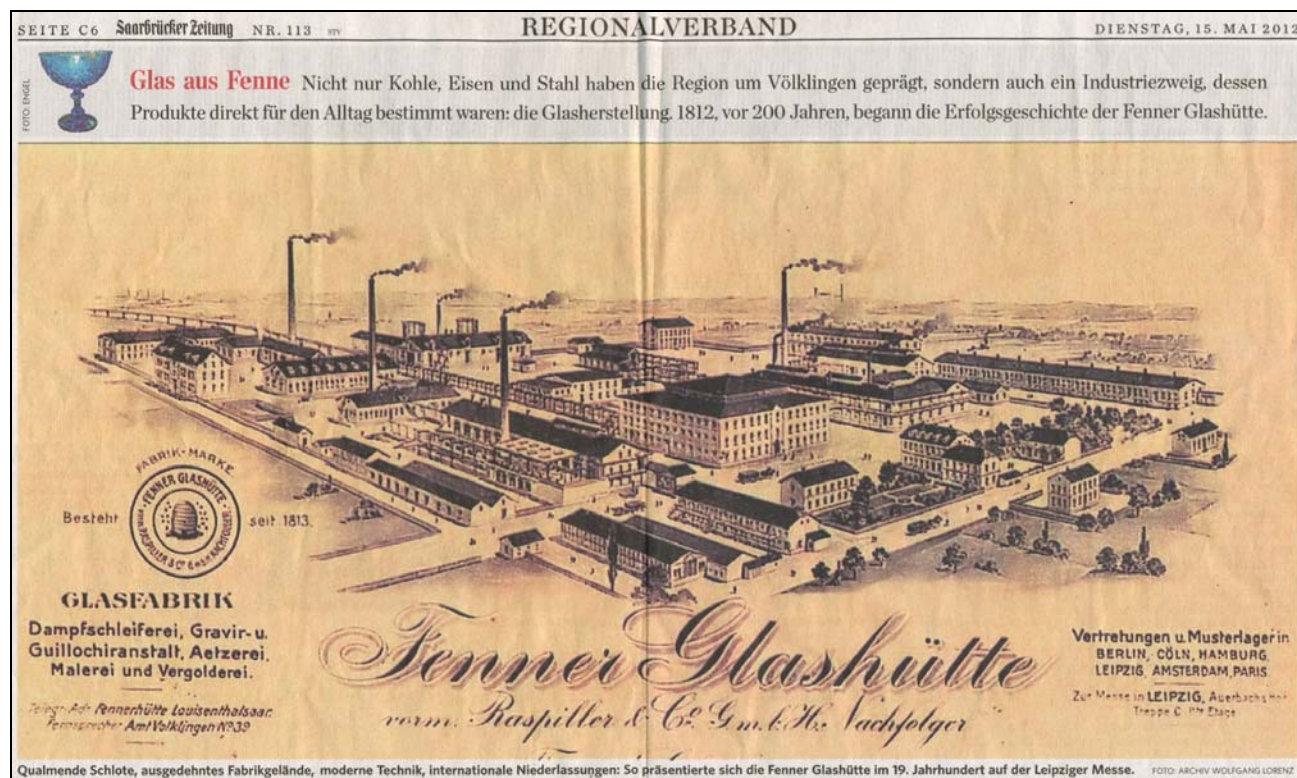 SEITE C6 Saarbrücker Zeitung NR. 113 REGIONALVERBAND DIENSTAG, 15. MAI 2012
FOTO: ENGEL
Glas aus Fenne Nicht nur Kohle, Eisen und Stahl haben die Region um Völklingen geprägt, sondern auch ein Industriezweig, dessen
Produkte direkt für den Alltag bestimmt waren: die Glasherstellung. 1812, vor 200 Jahren, begann die Erfolgsgeschichte der Fenner Glashütte.
FABRIK-MARKE
FENNER GLASHÜTTE
Besteht seit 1813.
GLASFABRIK
Dampfschleiferei, Gravir- u.
Guillochiranstalt, Aetzerei,
Malerei und Vergolderei.
Fennerhütte Louisenthalsaar.
Amt Völklingen № 39
Fenner Glashütte
vorm. Raspiller & Co. G.m.b.H. Nachfolger
Vertretungen u. Musterlager in
BERLIN, CÖLN, HAMBURG,
LEIPZIG, AMSTERDAM, PARIS.
Zur Messe in LEIPZIG, Auerbachs Hof
Treppe C Etage
Qualmende Schlote, ausgedehntes Fabrikgelände, moderne Technik, internationale Niederlassungen: So präsentierte sich die Fenner Glashütte im 19. Jahrhundert auf der Leipziger Messe. FOTO: ARCHIV WOLFGANG LORENZ